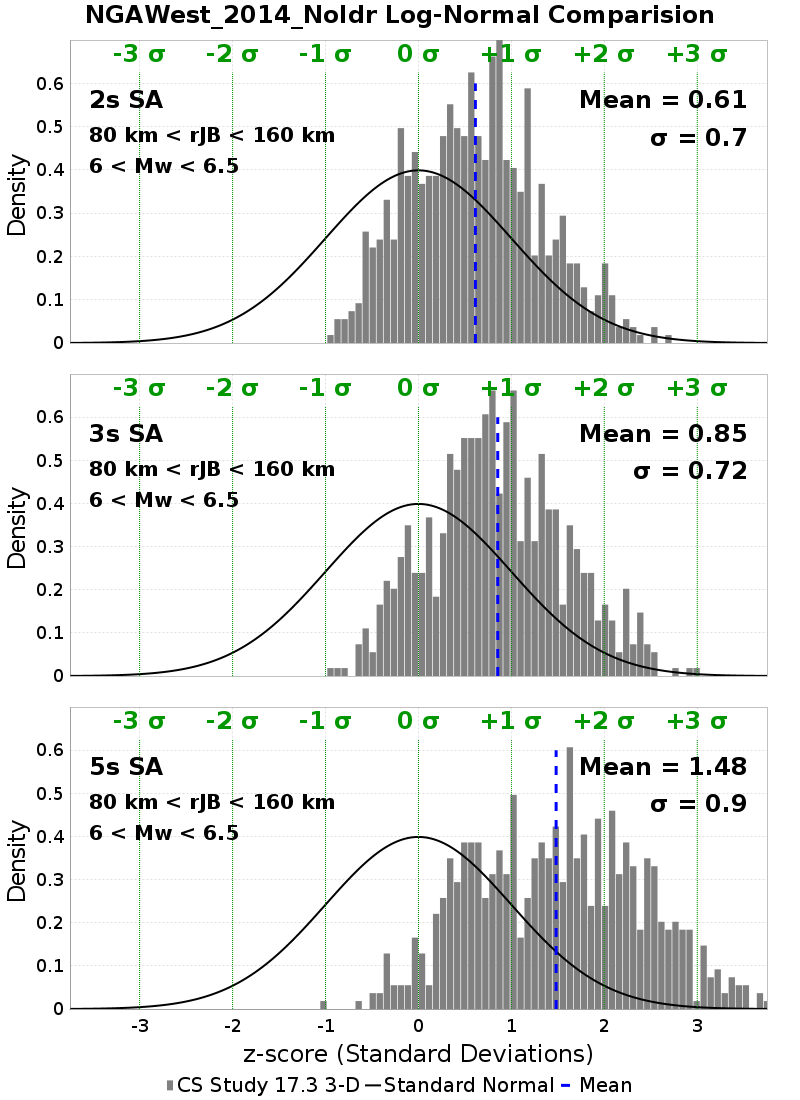 NGAWest_2014_NoIdr Log-Normal Comparision
-3 σ -2 σ -1 σ 0 σ +1 σ +2 σ +3 σ
2s SA Mean = 0.61
80 km < rJB < 160 km σ = 0.7
6 < Mw < 6.5
0.6
0.5
0.4
0.3
0.2
0.1
0
Density
-3 σ -2 σ -1 σ 0 σ +1 σ +2 σ +3 σ
3s SA Mean = 0.85
80 km < rJB < 160 km σ = 0.72
6 < Mw < 6.5
0.6
0.5
0.4
0.3
0.2
0.1
0
Density
-3 σ -2 σ -1 σ 0 σ +1 σ +2 σ +3 σ
5s SA Mean = 1.48
80 km < rJB < 160 km σ = 0.9
6 < Mw < 6.5
0.6
0.5
0.4
0.3
0.2
0.1
0
Density
-3 -2 -1 0 1 2 3
z-score (Standard Deviations)
CS Study 17.3 3-D Standard Normal Mean